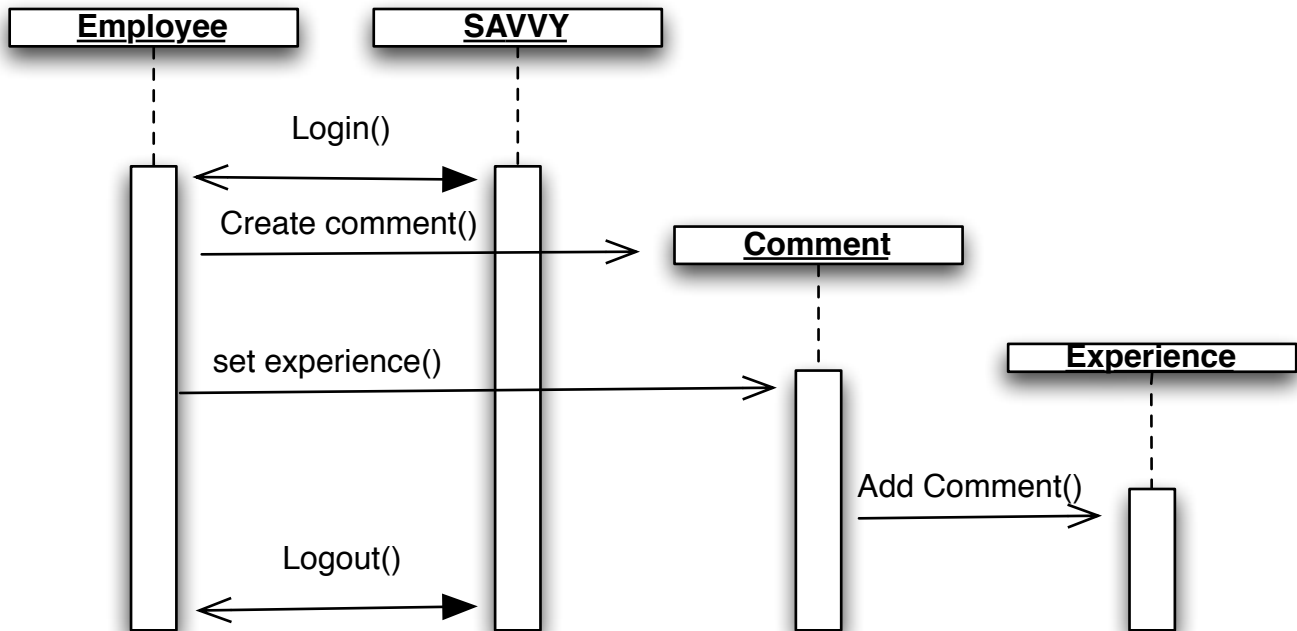 Employee
SAVVY
Login()
Create comment()
Comment
set experience()
Experience
Add Comment()
Logout()